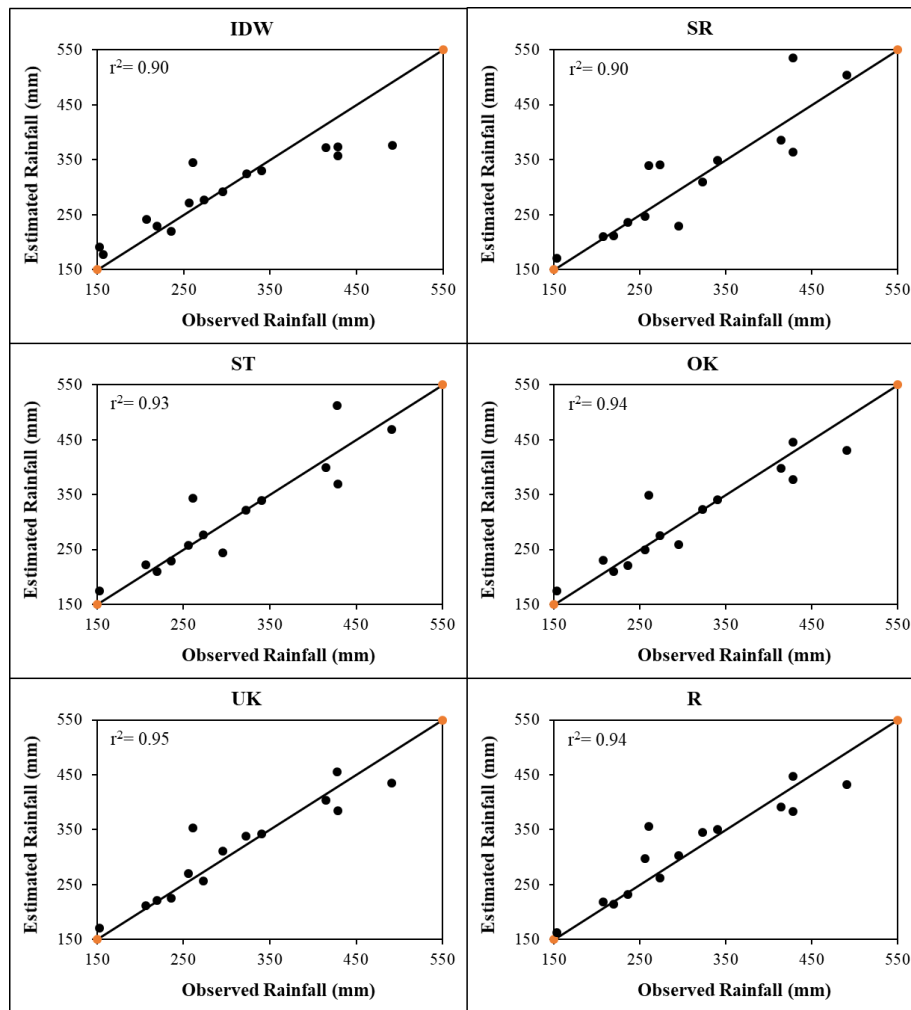 IDW
r²= 0.90
Estimated Rainfall (mm)
550
450
350
250
150
150 250 350 450 550
Observed Rainfall (mm)
SR
r²= 0.90
Estimated Rainfall (mm)
550
450
350
250
150
150 250 350 450 550
Observed Rainfall (mm)
ST
r²= 0.93
Estimated Rainfall (mm)
550
450
350
250
150
150 250 350 450 550
Observed Rainfall (mm)
OK
r²= 0.94
Estimated Rainfall (mm)
550
450
350
250
150
150 250 350 450 550
Observed Rainfall (mm)
UK
r²= 0.95
Estimated Rainfall (mm)
550
450
350
250
150
150 250 350 450 550
Observed Rainfall (mm)
R
r²= 0.94
Estimated Rainfall (mm)
550
450
350
250
150
150 250 350 450 550
Observed Rainfall (mm)